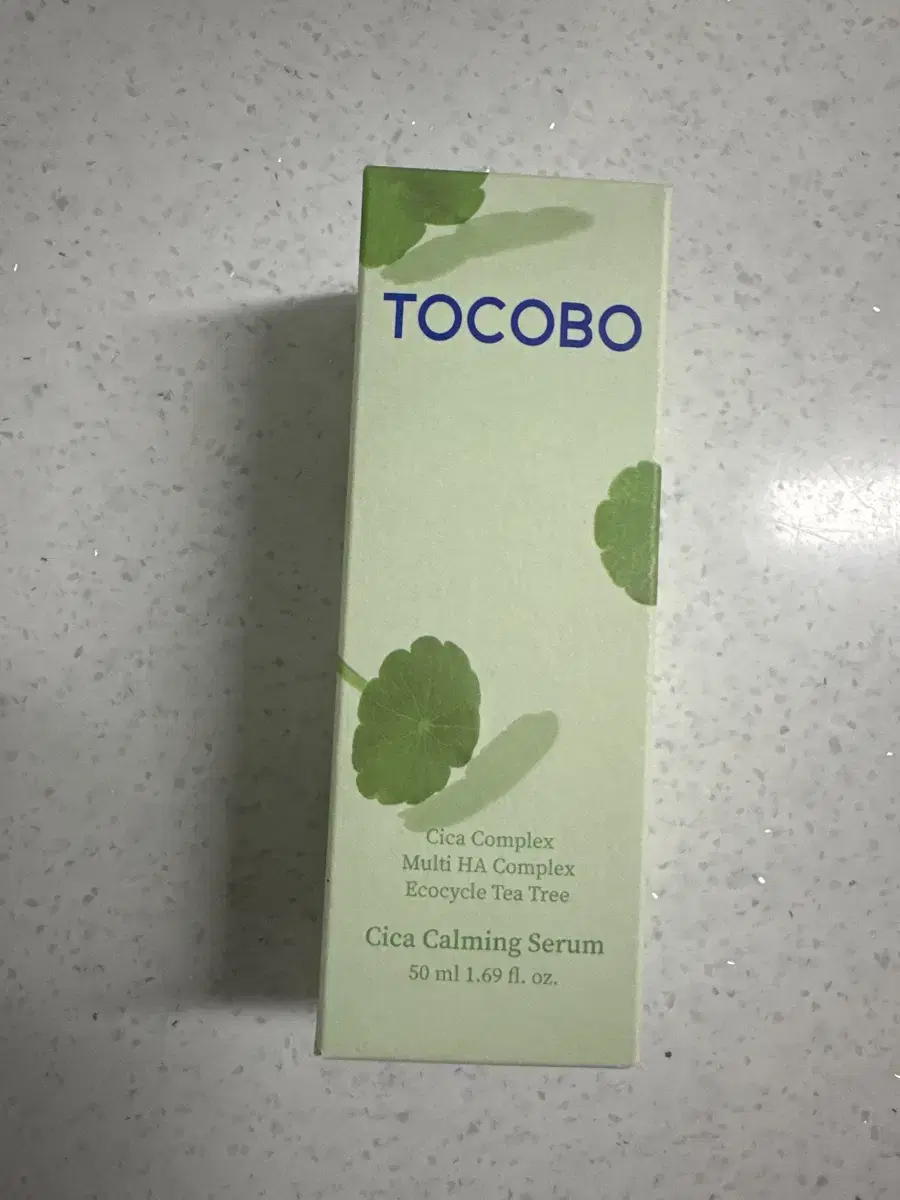 TOCOBO
Cica Complex
Multi HA Complex
Ecocycle Tea Tree
Cica Calming Serum
50 ml 1.69 fl. oz.